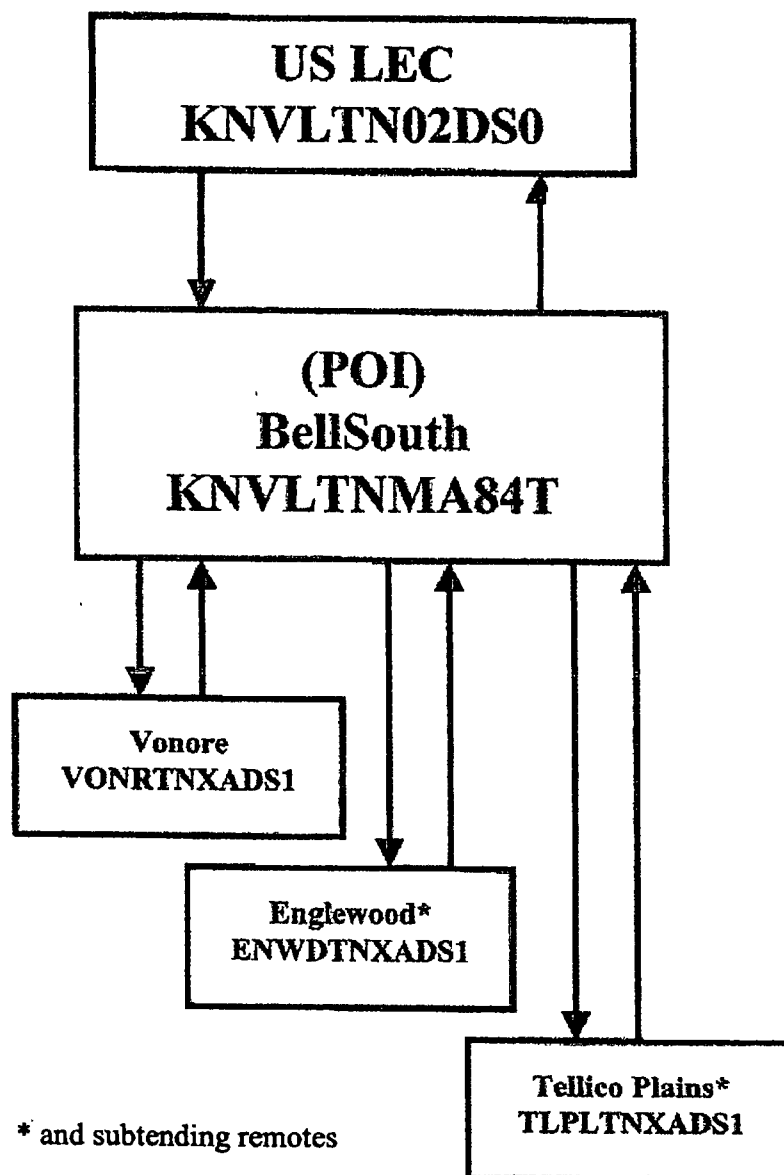 US LEC
KNVLTN02DS0
(POI)
BellSouth
KNVLTNMA84T
Vonore
VONRTNXADS1
Englewood*
ENWDTNXADS1
Tellico Plains*
TLPLTNXADS1
* and subtending remotes